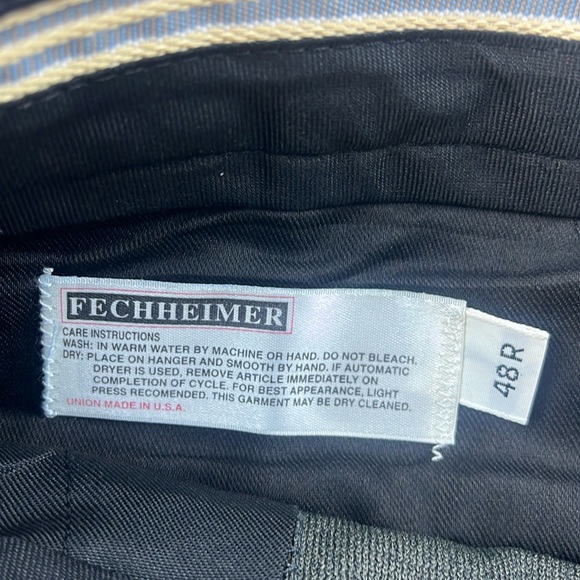 FECHHEIMER
CARE INSTRUCTIONS
WASH: IN WARM WATER BY MACHINE OR HAND. DO NOT BLEACH.
DRY: PLACE ON HANGER AND SMOOTH BY HAND. IF AUTOMATIC
DRYER IS USED, REMOVE ARTICLE IMMEDIATELY ON
COMPLETION OF CYCLE. FOR BEST APPEARANCE, LIGHT
PRESS RECOMENDED. THIS GARMENT MAY BE DRY CLEANED.
UNION MADE IN U.S.A.
48 R